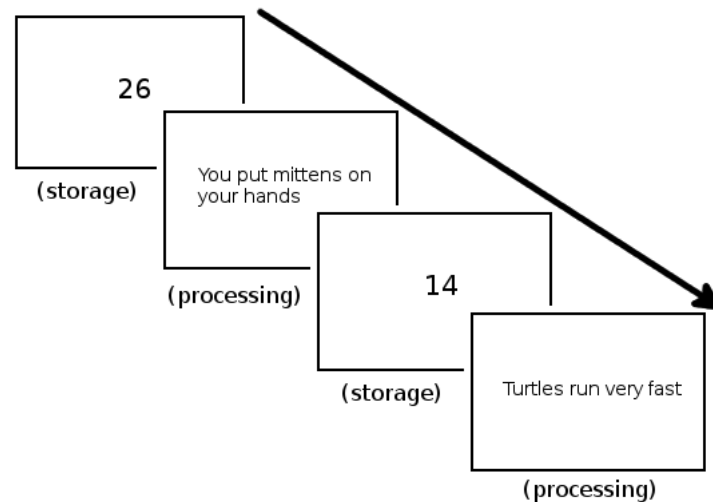 26
(storage)
You put mittens on
your hands
(processing)
14
(storage)
Turtles run very fast
(processing)